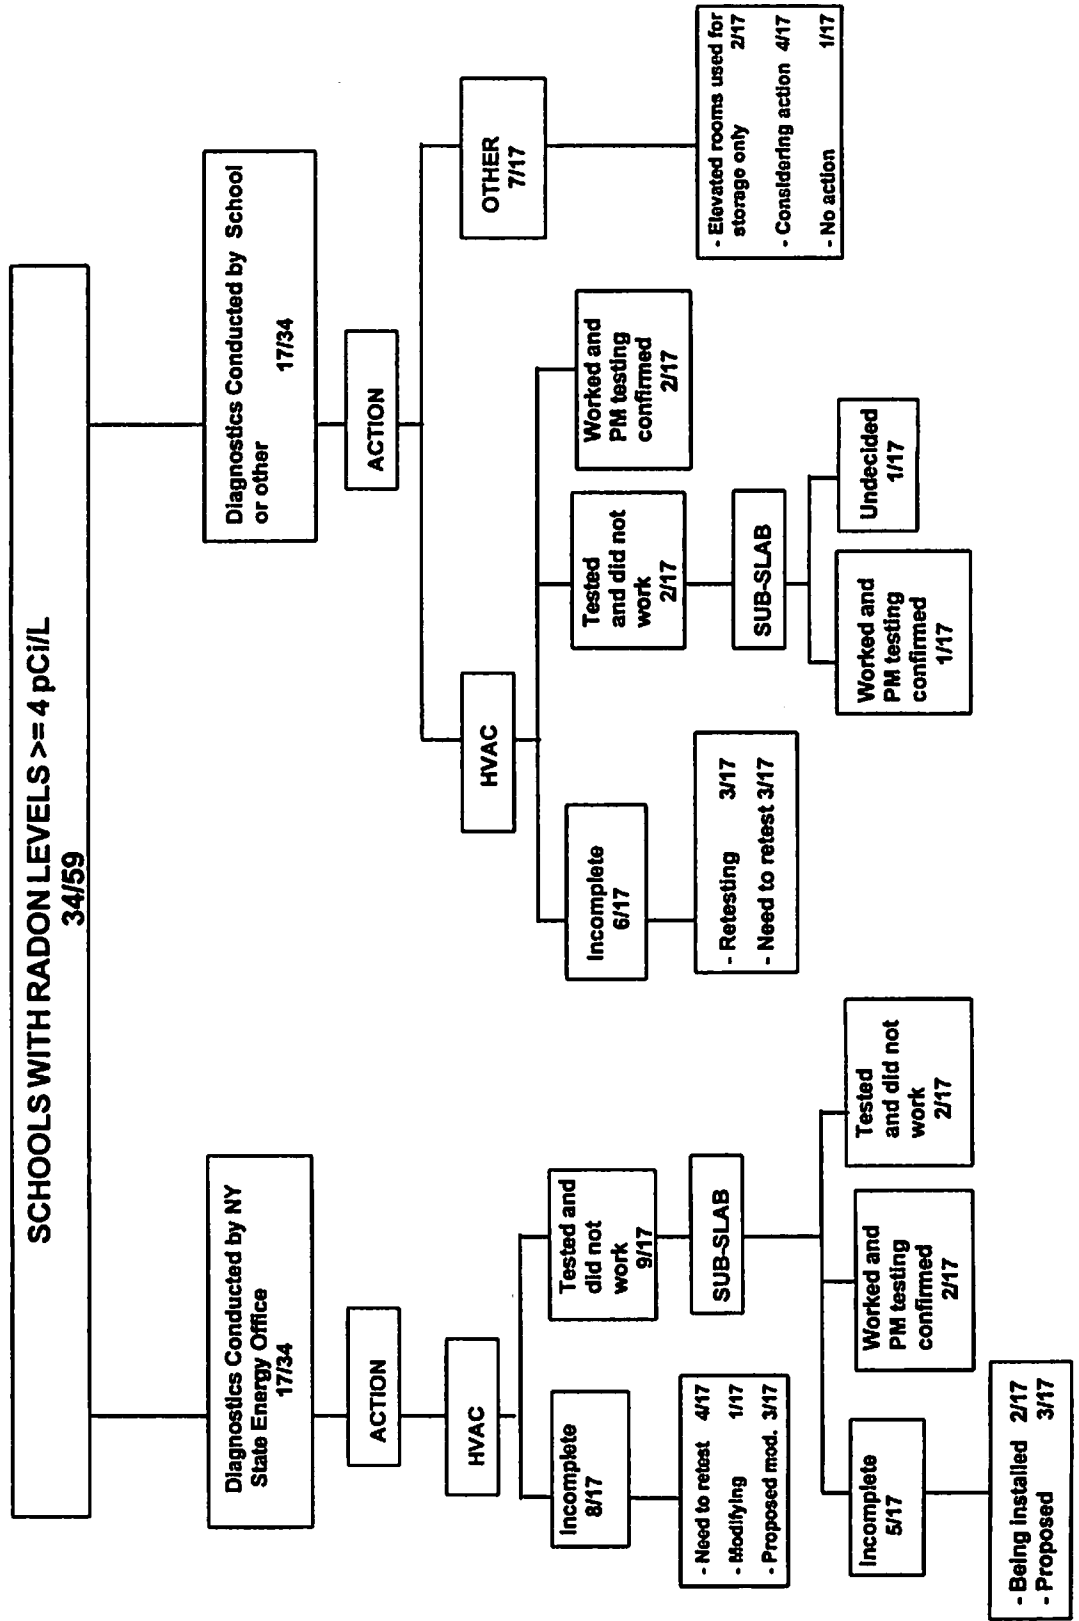 SCHOOLS WITH RADON LEVELS >= 4 pCi/L
34/59
Diagnostics Conducted by NY
State Energy Office
17/34
ACTION
HVAC
Incomplete
8/17
- Need to retest 4/17
- Modifying 1/17
- Proposed mod. 3/17
Tested and
did not
work
9/17
SUB-SLAB
Incomplete
5/17
- Being installed 2/17
- Proposed 3/17
Worked and
PM testing
confirmed
2/17
Tested
and did not
work
2/17
Diagnostics Conducted by School
or other
17/34
ACTION
HVAC
Incomplete
6/17
- Retesting 3/17
- Need to retest 3/17
Tested
and did not
work
2/17
SUB-SLAB
Worked and
PM testing
confirmed
1/17
Undecided
1/17
Worked and
PM testing
confirmed
2/17
OTHER
7/17
- Elevated rooms used for
storage only 2/17
- Considering action 4/17
- No action 1/17